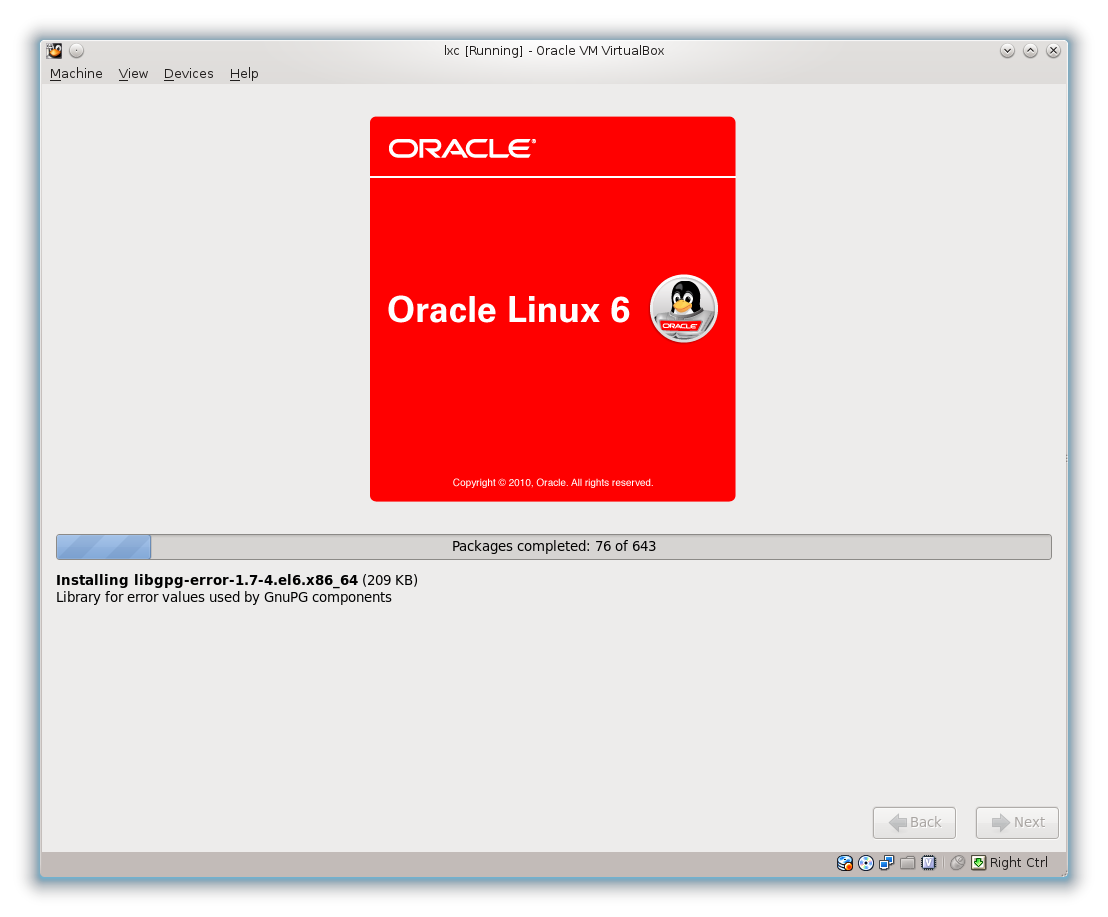 lxc [Running] - Oracle VM VirtualBox
Machine View Devices Help
ORACLE®
Oracle Linux 6
ORACLE
Copyright © 2010, Oracle. All rights reserved.
Packages completed: 76 of 643
Installing libgpg-error-1.7-4.el6.x86_64 (209 KB)
Library for error values used by GnuPG components
Back Next
Right Ctrl